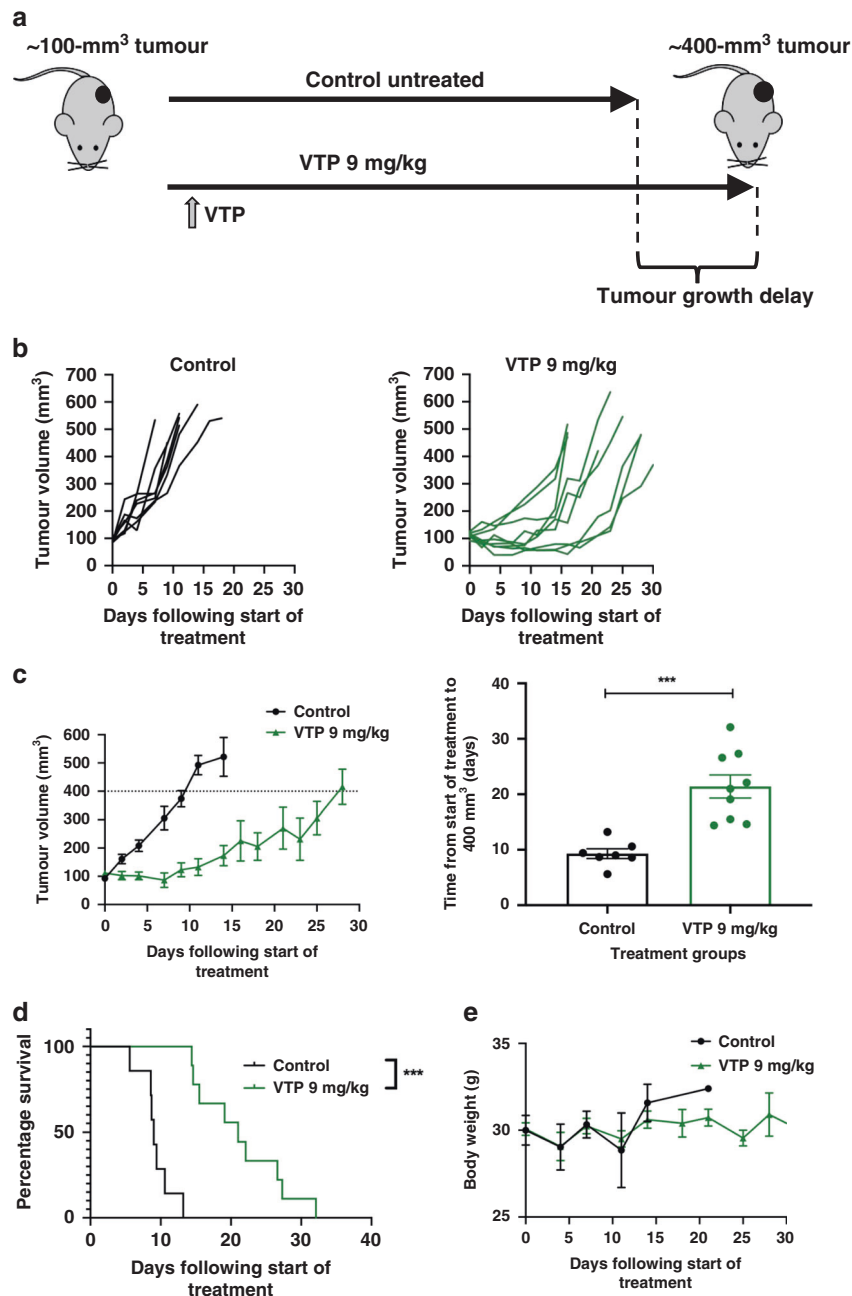 a
~100-mm³ tumour
~400-mm³ tumour
Control untreated
VTP 9 mg/kg
VTP
Tumour growth delay
b
Control
Tumour volume (mm³)
700
600
500
400
300
200
100
0
0 5 10 15 20 25 30
Days following start of
treatment
VTP 9 mg/kg
Tumour volume (mm³)
700
600
500
400
300
200
100
0
0 5 10 15 20 25 30
Days following start of
treatment
c
Control
VTP 9 mg/kg
Tumour volume (mm³)
600
500
400
300
200
100
0
0 5 10 15 20 25 30
Days following start of
treatment
Time from start of treatment to
400 mm³ (days)
40
30
20
10
0
***
Control VTP 9 mg/kg
Treatment groups
d
Percentage survival
100
50
0
Control
VTP 9 mg/kg
***
0 10 20 30 40
Days following start of
treatment
e
Control
VTP 9 mg/kg
Body weight (g)
35
30
25
0 5 10 15 20 25 30
Days following start of
treatment